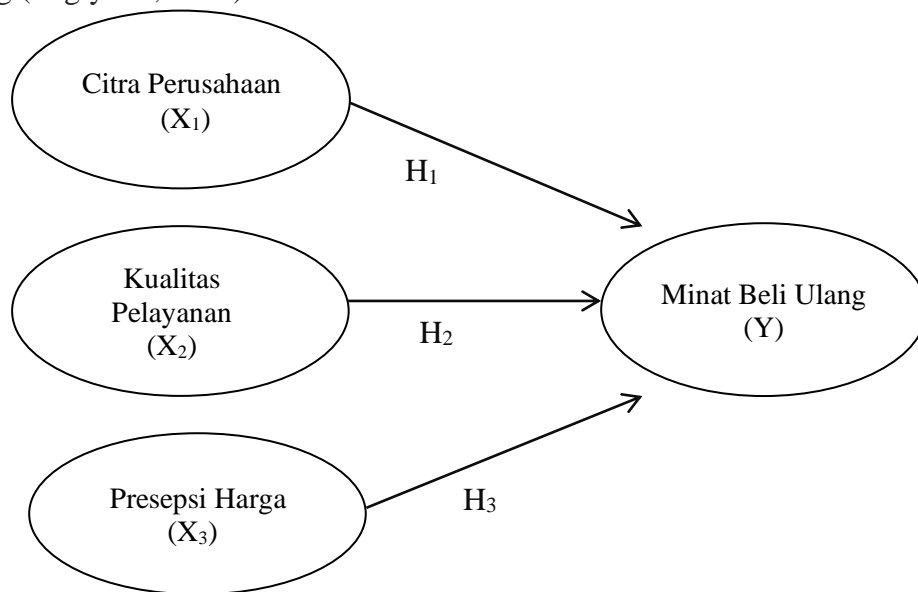 Citra Perusahaan
(X₁)
H₁
Kualitas
Pelayanan
(X₂)
H₂
Minat Beli Ulang
(Y)
Presepsi Harga
(X₃)
H₃